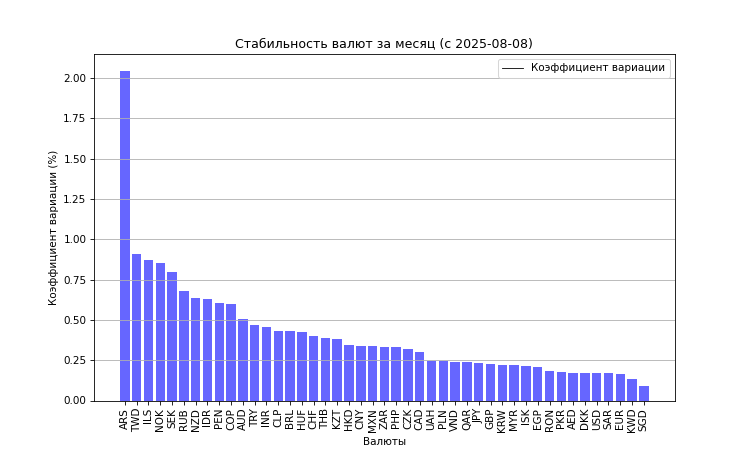 Стабильность валют за месяц (с 2025-08-08)
Коэффициент вариации
Коэффициент вариации (%)
2.00
1.75
1.50
1.25
1.00
0.75
0.50
0.25
0.00
ARS TWD ILS NOK SEK RUB NZD IDR PEN COP AUD TRY INR CLP BRL HUF CHF THB KZT HKD CNY MXN ZAR PHP CZK CAD UAH PLN VND QAR JPY GBP KRW MYR ISK EGP RON PKR AED DKK USD SAR EUR KWD SGD
Валюты